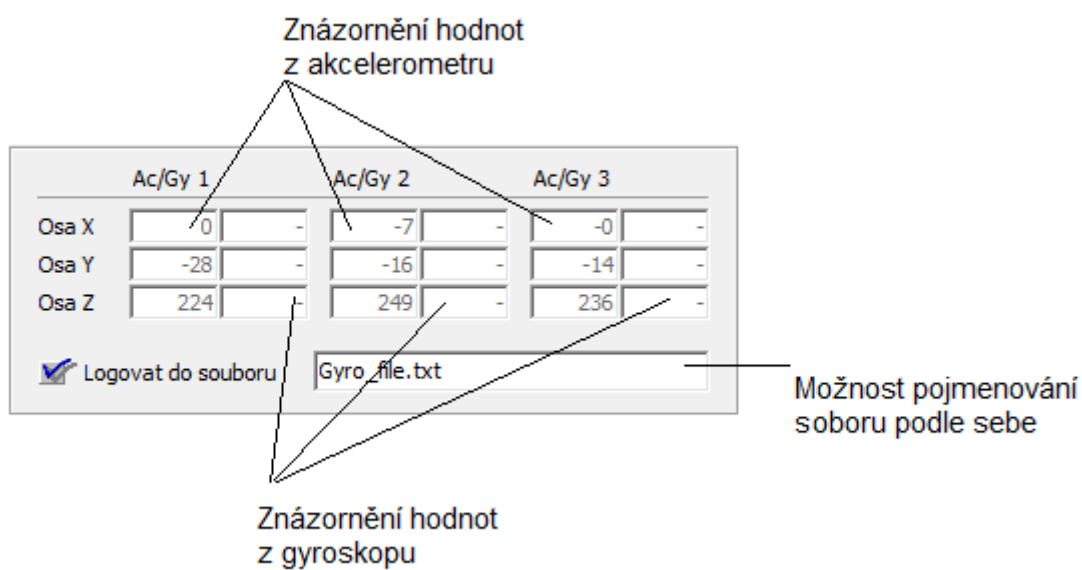 Znázornění hodnot
z akcelerometru
Ac/Gy 1 Ac/Gy 2 Ac/Gy 3
Osa X 0 - -7 - -0 -
Osa Y -28 - -16 - -14 -
Osa Z 224 - 249 - 236 -
Logovat do souboru Gyro_file.txt
Možnost pojmenování
soboru podle sebe
Znázornění hodnot
z gyroskopu